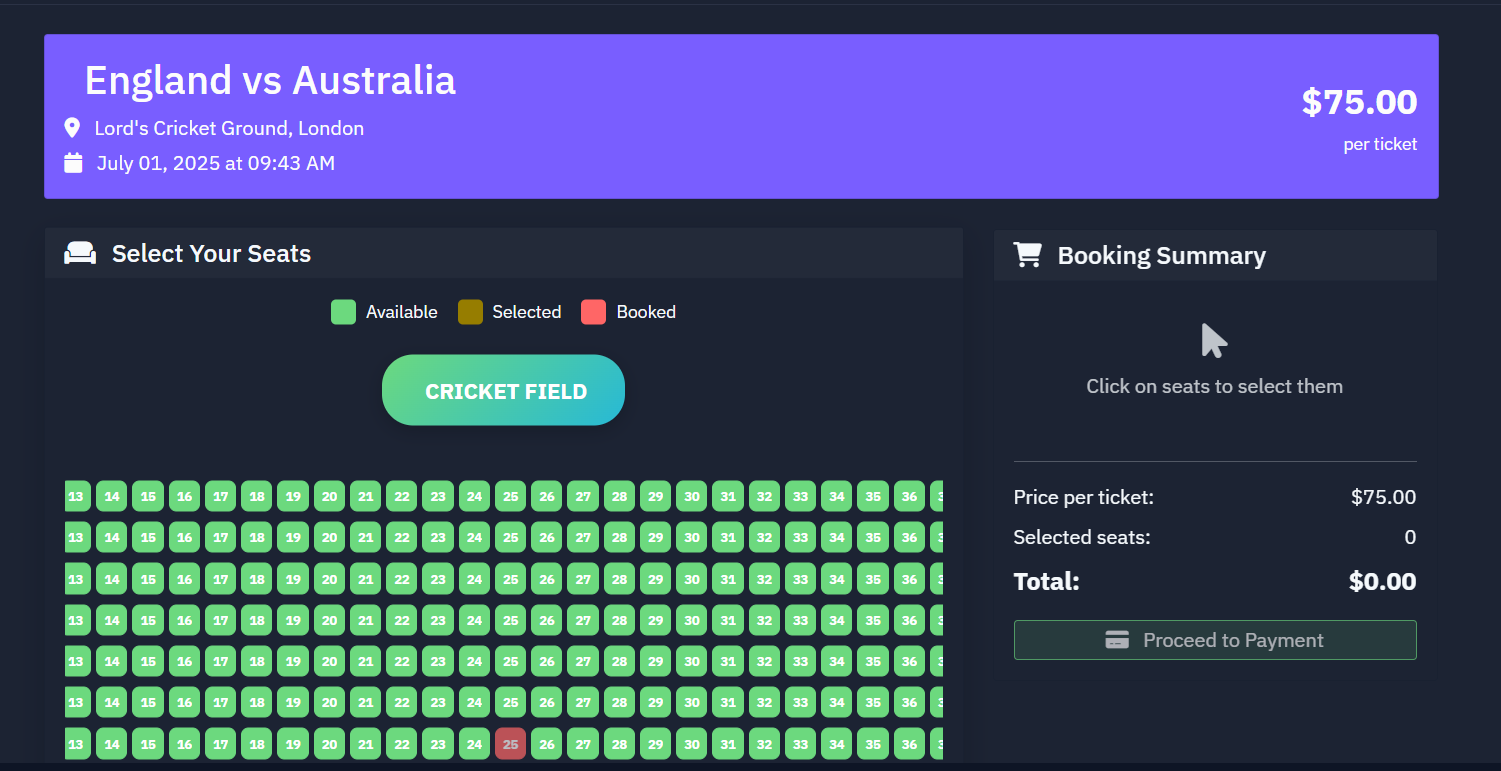 England vs Australia
Lord's Cricket Ground, London
July 01, 2025 at 09:43 AM
$75.00
per ticket
Select Your Seats
Available Selected Booked
CRICKET FIELD
13 14 15 16 17 18 19 20 21 22 23 24 25 26 27 28 29 30 31 32 33 34 35 36
13 14 15 16 17 18 19 20 21 22 23 24 25 26 27 28 29 30 31 32 33 34 35 36
13 14 15 16 17 18 19 20 21 22 23 24 25 26 27 28 29 30 31 32 33 34 35 36
13 14 15 16 17 18 19 20 21 22 23 24 25 26 27 28 29 30 31 32 33 34 35 36
13 14 15 16 17 18 19 20 21 22 23 24 25 26 27 28 29 30 31 32 33 34 35 36
13 14 15 16 17 18 19 20 21 22 23 24 25 26 27 28 29 30 31 32 33 34 35 36
13 14 15 16 17 18 19 20 21 22 23 24 25 26 27 28 29 30 31 32 33 34 35 36
Booking Summary
Click on seats to select them
Price per ticket: $75.00
Selected seats: 0
Total: $0.00
Proceed to Payment